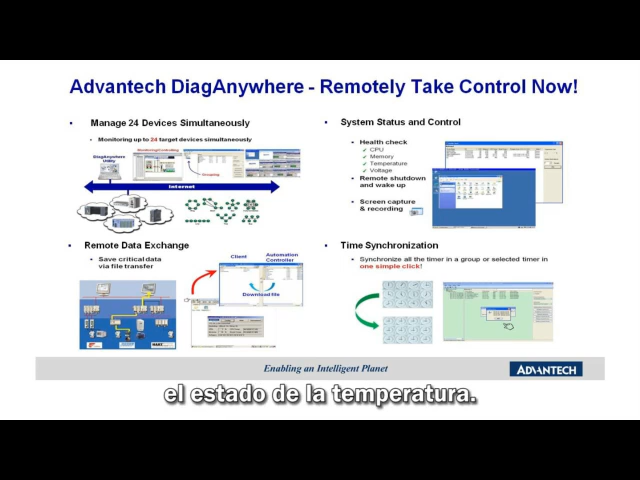 Advantech DiagAnywhere - Remotely Take Control Now!
Manage 24 Devices Simultaneously
Monitoring up to 24 target devices simultaneously
DiagAnywhere
Utility
Monitoring/Controlling
Grouping
Internet
System Status and Control
Health check
CPU
Memory
Temperature
Voltage
Remote shutdown
and wake up
Screen capture
& recording
Remote Data Exchange
Save critical data
via file transfer
Client
Automation
Controller
Download file
Time Synchronization
Synchronize all the timer in a group or selected timer in
one simple click!
Enabling an Intelligent Planet
ADVANTECH
el estado de la temperatura.